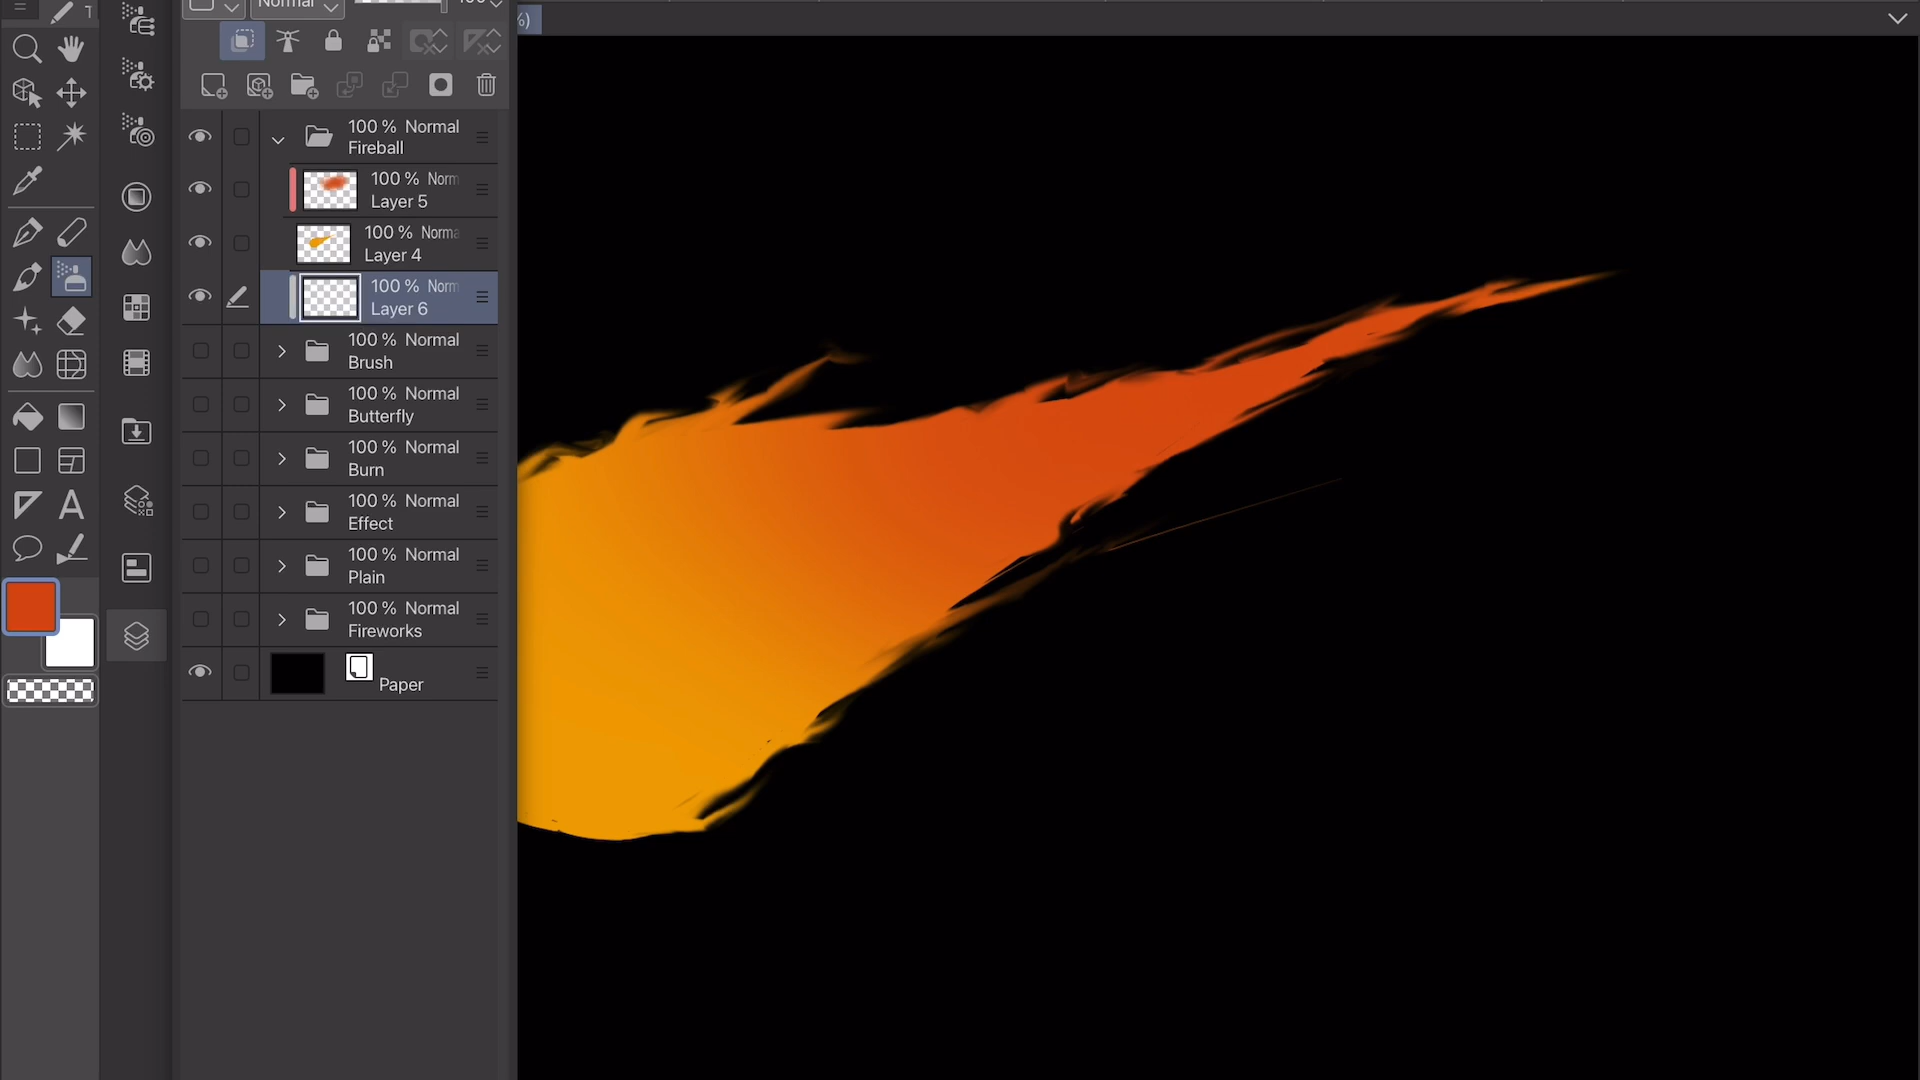 Normal
100
%)
100 % Normal
Fireball
100 % Norm
Layer 5
100 % Norma
Layer 4
100 % Norm
Layer 6
100 % Normal
Brush
100 % Normal
Butterfly
100 % Normal
Burn
100 % Normal
Effect
100 % Normal
Plain
100 % Normal
Fireworks
Paper